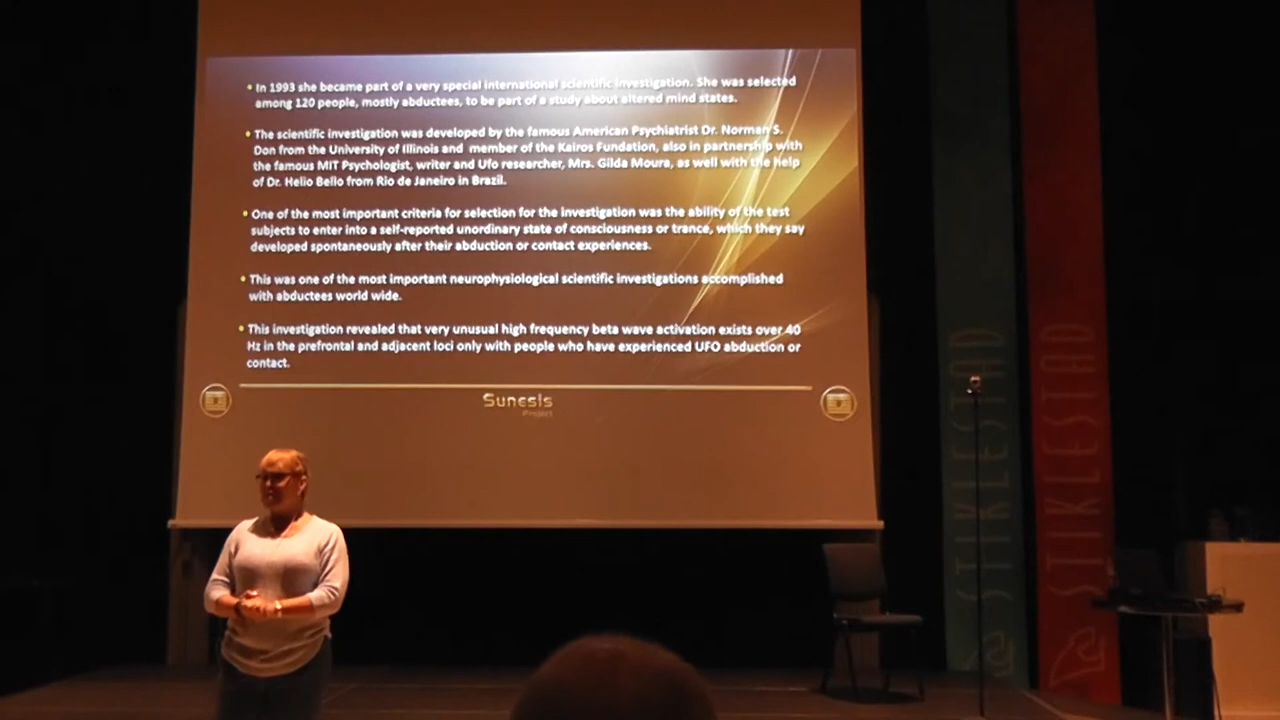 • In 1993 she became part of a very special international scientific investigation. She was selected
among 120 people, mostly abductees, to be part of a study about altered mind states.
• The scientific investigation was developed by the famous American Psychiatrist Dr. Norman S.
Don from the University of Illinois and member of the Kairos Fundation, also in partnership with
the famous MIT Psychologist, writer and Ufo researcher, Mrs. Gilda Moura, as well with the help
of Dr. Helio Bello from Rio de Janeiro in Brazil.
• One of the most important criteria for selection for the investigation was the ability of the test
subjects to enter into a self-reported unordinary state of consciousness or trance, which they say
developed spontaneously after their abduction or contact experiences.
• This was one of the most important neurophysiological scientific investigations accomplished
with abductees world wide.
• This investigation revealed that very unusual high frequency beta wave activation exists over 40
Hz in the prefrontal and adjacent loci only with people who have experienced UFO abduction or
contact.
Sunesis
Project
STIKLESTAD
STIKLESTAD